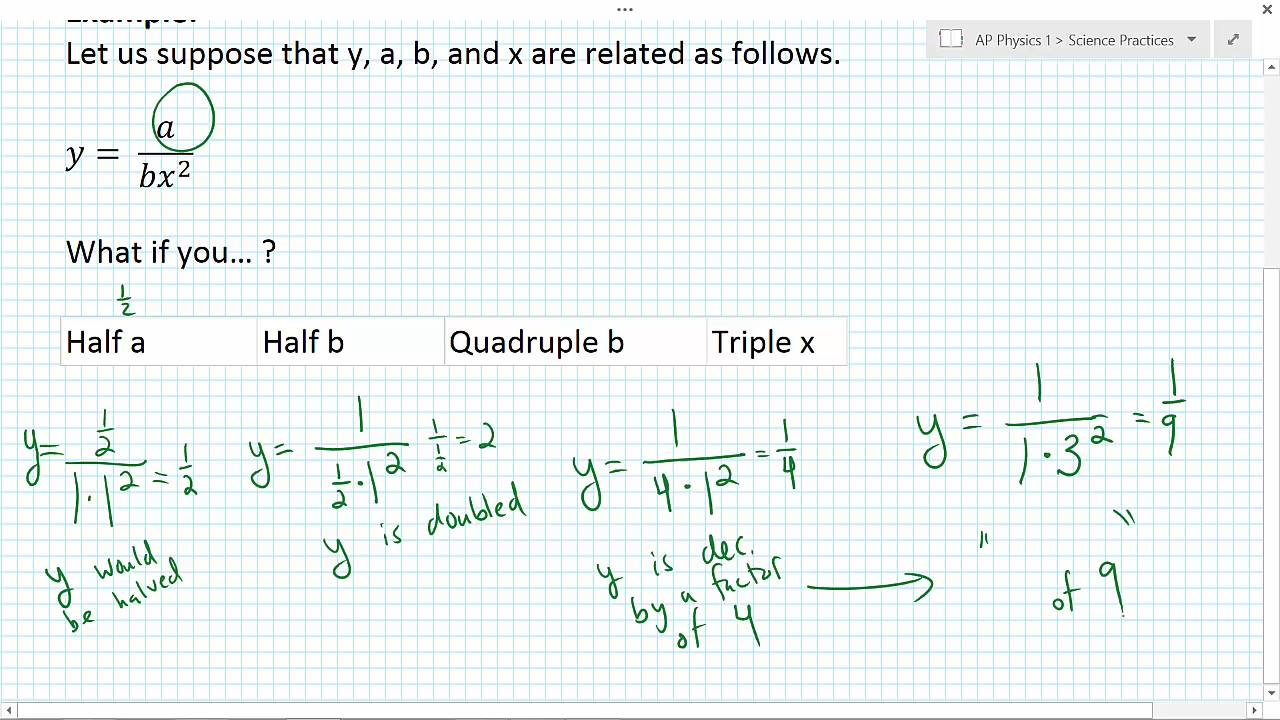 Example:
AP Physics 1 > Science Practices
Let us suppose that y, a, b, and x are related as follows.
y = a / bx²
What if you... ?
1/2
Half a	Half b	Quadruple b	Triple x
y = (1/2) / (1 · 1²) = 1/2
y would
be halved
y = 1 / (1/2 · 1²)  1 / (1/2) = 2
y is doubled
y = 1 / (4 · 1²) = 1/4
y is dec.
by a factor
of 4
y = 1 / (1 · 3²) = 1/9
" "
of 9